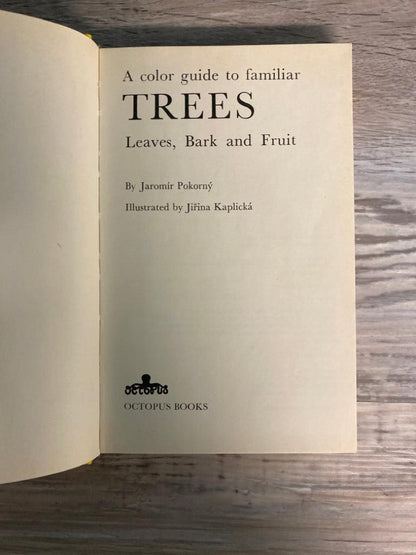 A color guide to familiar
TREES
Leaves, Bark and Fruit
By Jaromír Pokorný
Illustrated by Jiřina Kaplická
OCTOPUS
OCTOPUS BOOKS